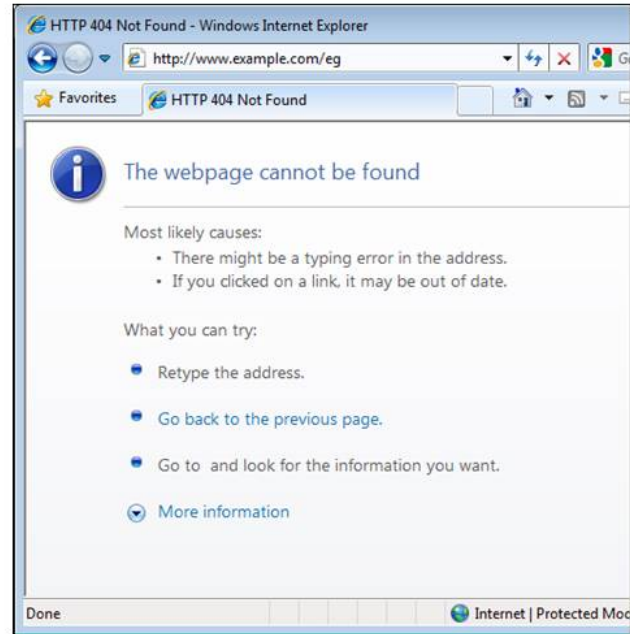 HTTP 404 Not Found - Windows Internet Explorer
http://www.example.com/eg
Favorites HTTP 404 Not Found
The webpage cannot be found
Most likely causes:
• There might be a typing error in the address.
• If you clicked on a link, it may be out of date.
What you can try:
Retype the address.
Go back to the previous page.
Go to  and look for the information you want.
More information
Done Internet | Protected Mod